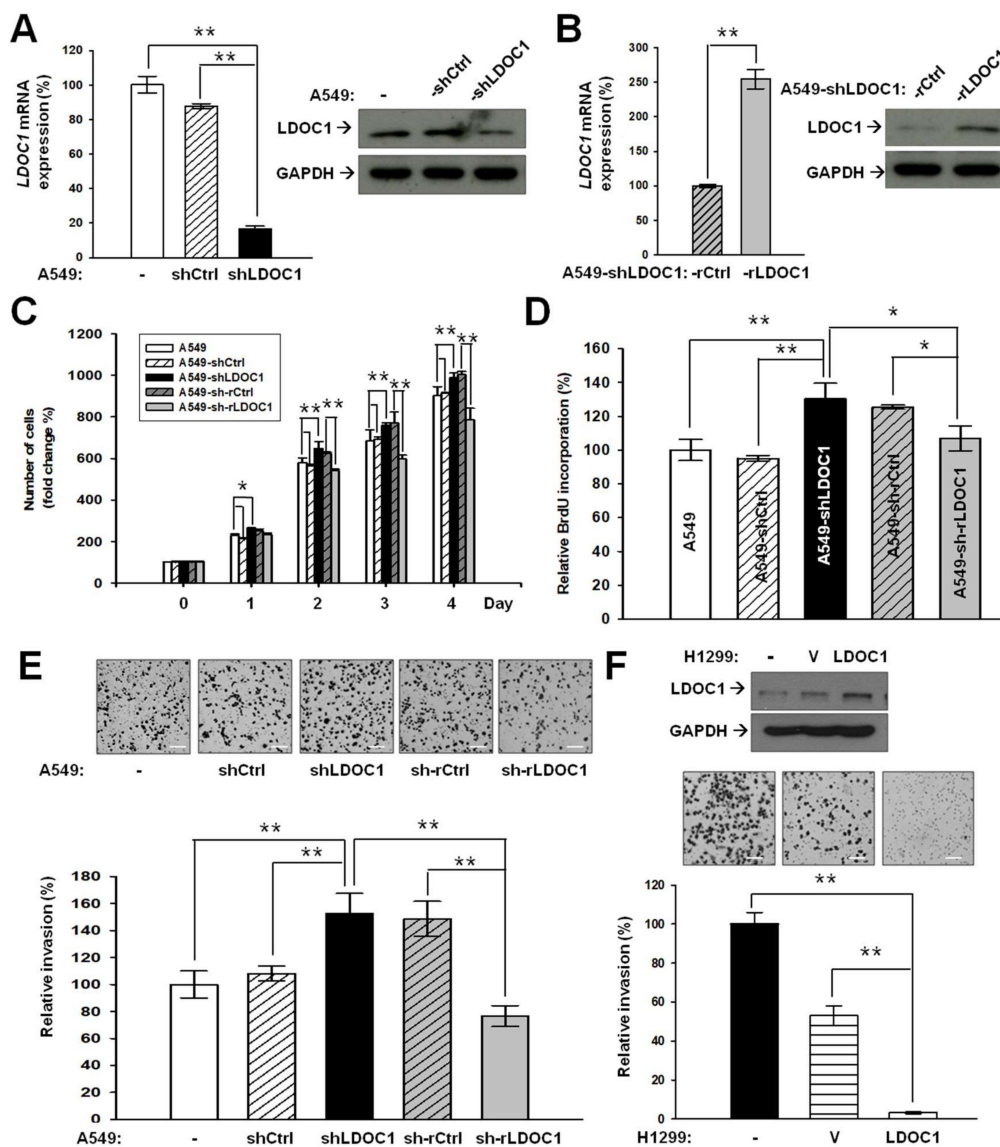 A
LDOC1 mRNA
expression (%)
120
100
80
60
40
20
0
**
**
A549: - shCtrl shLDOC1
A549: - -shCtrl -shLDOC1
LDOC1 →
GAPDH →
B
LDOC1 mRNA
expression (%)
350
300
250
200
150
100
50
0
**
A549-shLDOC1: -rCtrl -rLDOC1
A549-shLDOC1: -rCtrl -rLDOC1
LDOC1 →
GAPDH →
C
Number of cells
(fold change %)
1200
1000
800
600
400
200
0
A549
A549-shCtrl
A549-shLDOC1
A549-sh-rCtrl
A549-sh-rLDOC1
*
** **
** **
** **
0 1 2 3 4 Day
D
Relative BrdU incorporation (%)
160
140
120
100
80
60
40
20
0
** *
** *
A549
A549-shCtrl
A549-shLDOC1
A549-sh-rCtrl
A549-sh-rLDOC1
E
A549: - shCtrl shLDOC1 sh-rCtrl sh-rLDOC1
Relative invasion (%)
180
160
140
120
100
80
60
40
20
0
** **
** **
A549: - shCtrl shLDOC1 sh-rCtrl sh-rLDOC1
F
H1299: - V LDOC1
LDOC1 →
GAPDH →
Relative invasion (%)
120
100
80
60
40
20
0
**
**
H1299: - V LDOC1